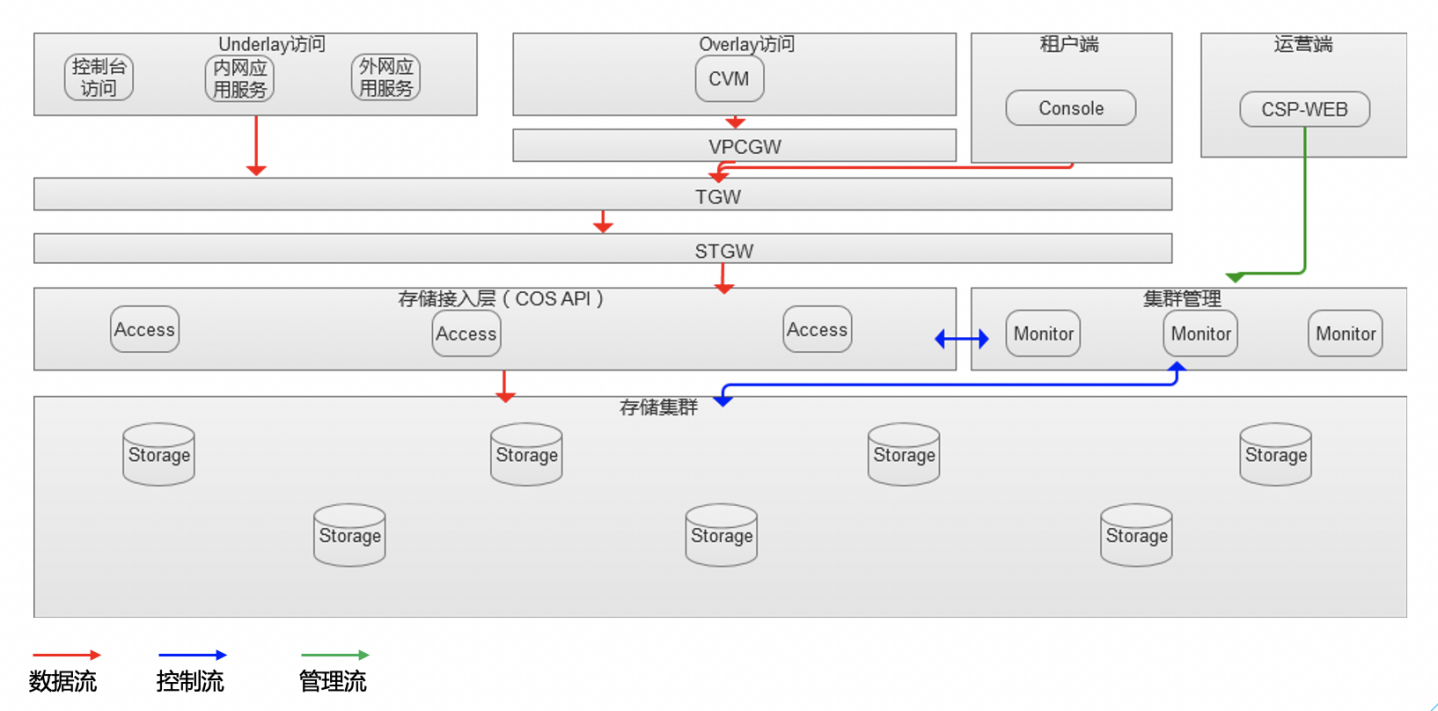 Underlay访问
控制台
访问
内网应
用服务
外网应
用服务
Overlay访问
CVM
租户端
Console
运营端
CSP-WEB
VPCGW
TGW
STGW
存储接入层（COS API）
Access
Access
Access
集群管理
Monitor
Monitor
Monitor
存储集群
Storage
Storage
Storage
Storage
Storage
Storage
Storage
数据流
控制流
管理流